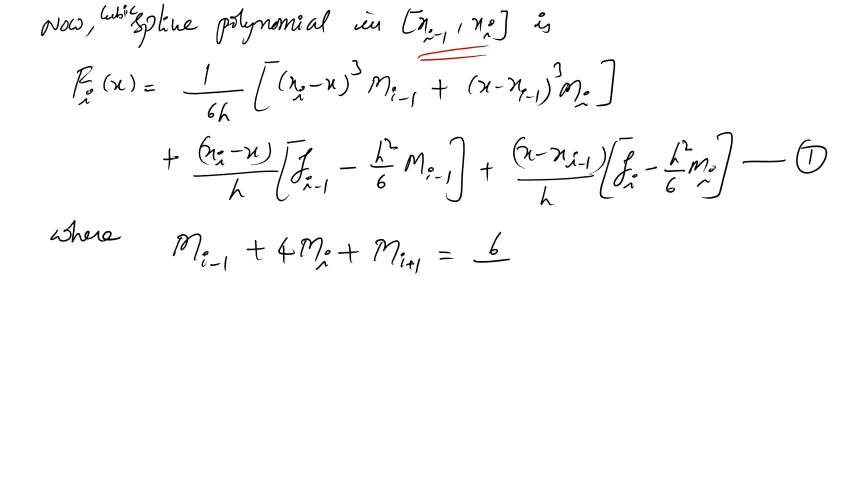 Now, cubic spline polynomial in [x_{i-1}, x_i] is
F_i(x) = 1/6h [(x_i-x)^3 M_{i-1} + (x-x_{i-1})^3 M_i]
+ (x_i-x)/h [f_{i-1} - h^2/6 M_{i-1}] + (x-x_{i-1})/h [f_i - h^2/6 M_i] — ①
where M_{i-1} + 4M_i + M_{i+1} = 6/